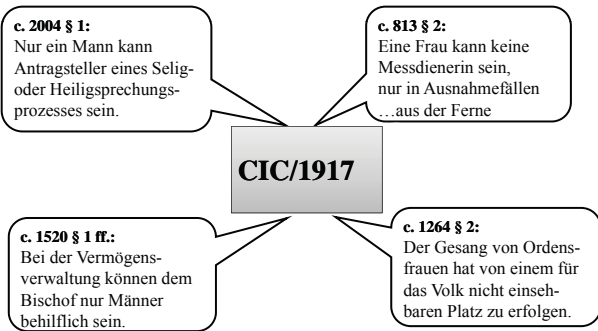 c. 2004 § 1:
Nur ein Mann kann
Antragsteller eines Selig-
oder Heiligsprechungs-
prozesses sein.
c. 813 § 2:
Eine Frau kann keine
Messdienerin sein,
nur in Ausnahmefällen
…aus der Ferne
CIC/1917
c. 1520 § 1 ff.:
Bei der Vermögens-
verwaltung können dem
Bischof nur Männer
behilflich sein.
c. 1264 § 2:
Der Gesang von Ordens-
frauen hat von einem für
das Volk nicht einseh-
baren Platz zu erfolgen.